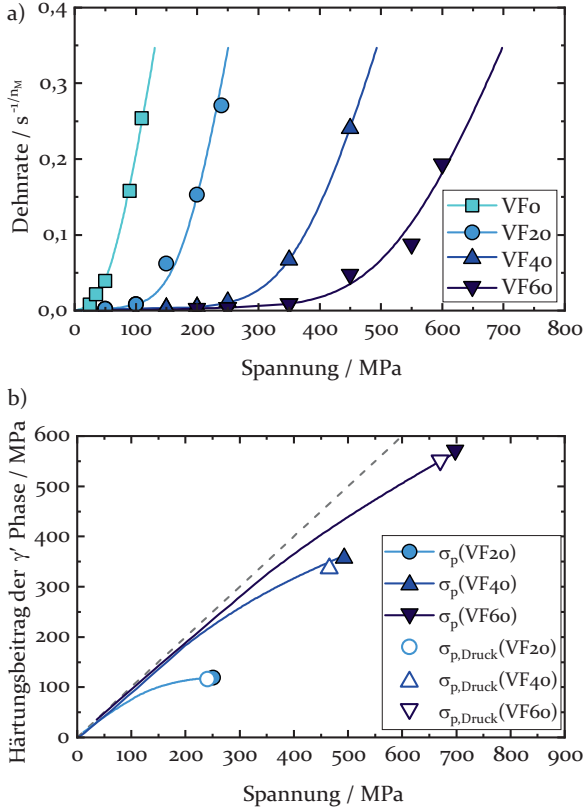 a)
0,4
0,3
0,2
0,1
0,0
Dehnrate / s⁻¹/ⁿᴹ
VF0
VF20
VF40
VF60
0 100 200 300 400 500 600 700 800
Spannung / MPa
b)
600
500
400
300
200
100
0
Härtungsbeitrag der γ′ Phase / MPa
σp(VF20)
σp(VF40)
σp(VF60)
σp,Druck(VF20)
σp,Druck(VF40)
σp,Druck(VF60)
0 100 200 300 400 500 600 700 800 900
Spannung / MPa